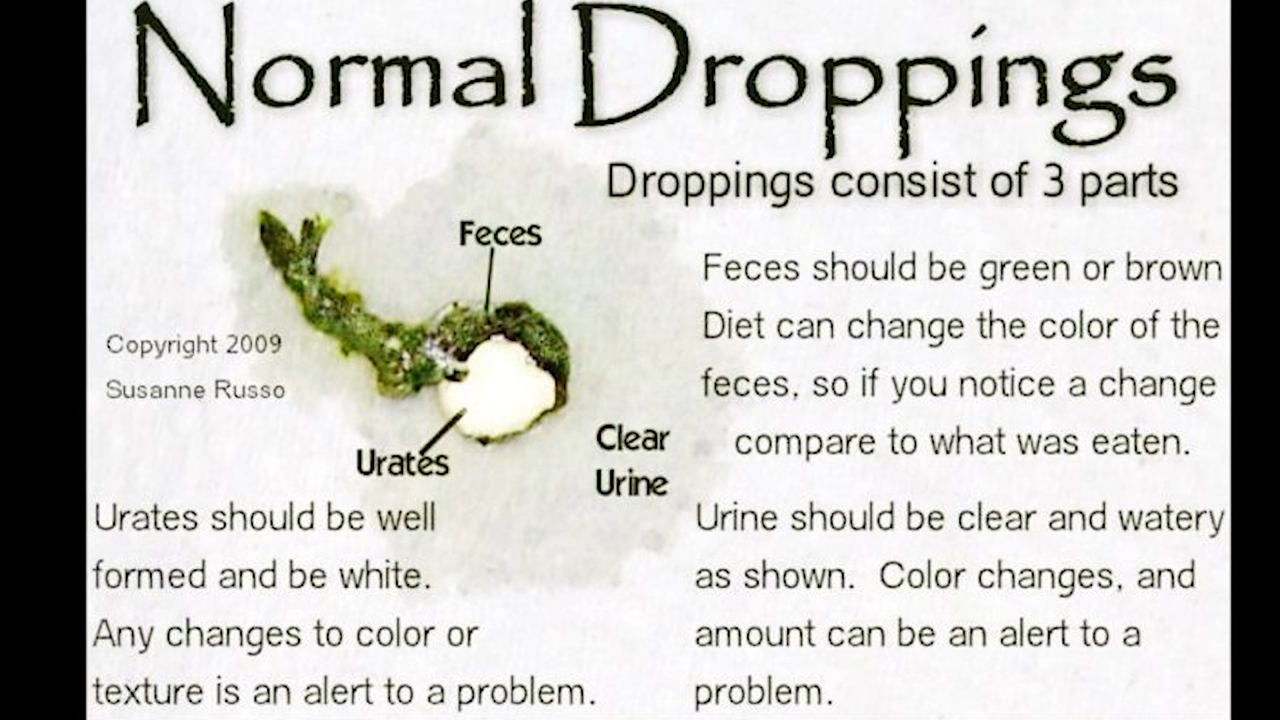 Normal Droppings
Droppings consist of 3 parts
Feces
Feces should be green or brown
Diet can change the color of the
feces, so if you notice a change
compare to what was eaten.
Copyright 2009
Susanne Russo
Urates
Clear
Urine
Urates should be well
formed and be white.
Any changes to color or
texture is an alert to a problem.
Urine should be clear and watery
as shown. Color changes, and
amount can be an alert to a
problem.